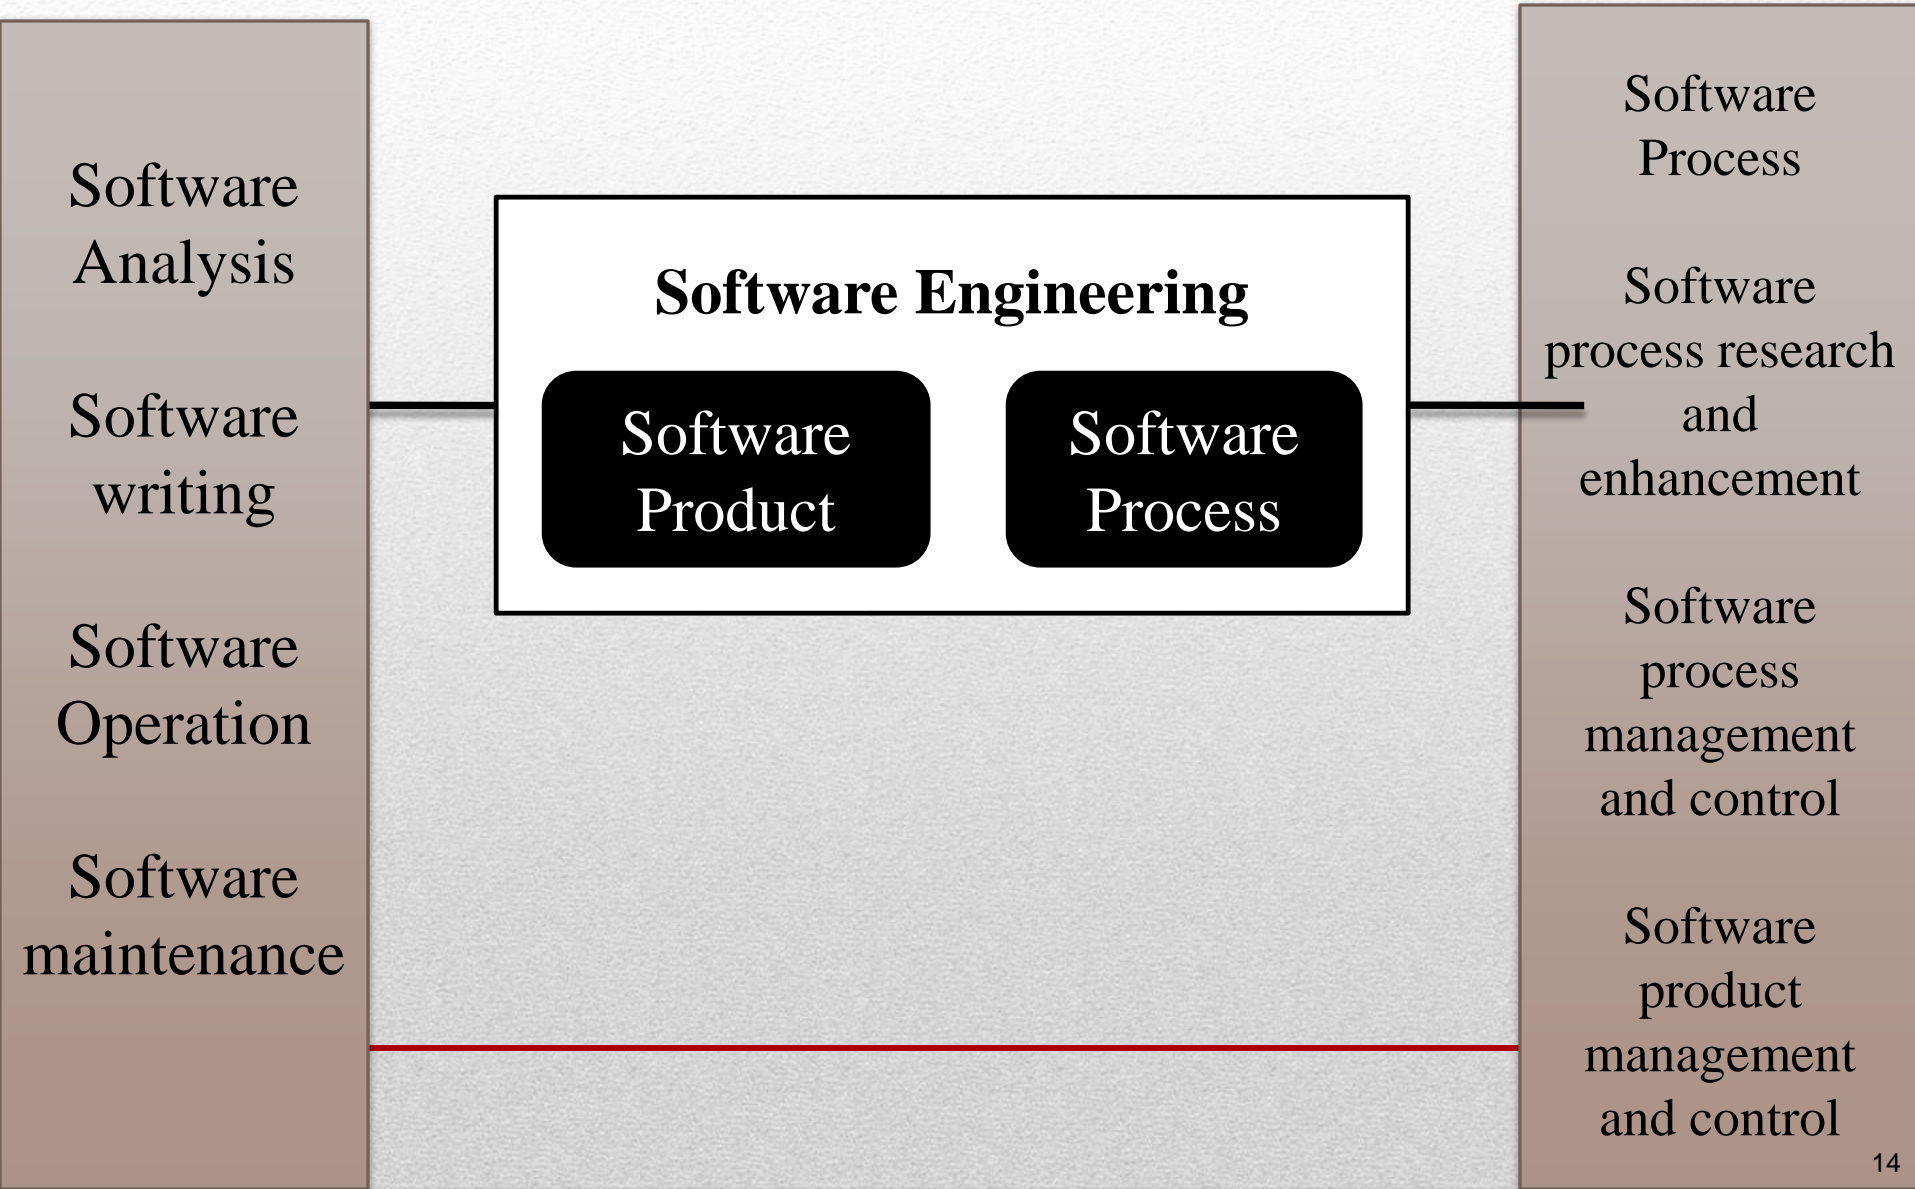 Software
Analysis
Software
writing
Software
Operation
Software
maintenance
Software Engineering
Software
Product
Software
Process
Software
Process
Software
process research
and
enhancement
Software
process
management
and control
Software
product
management
and control
14